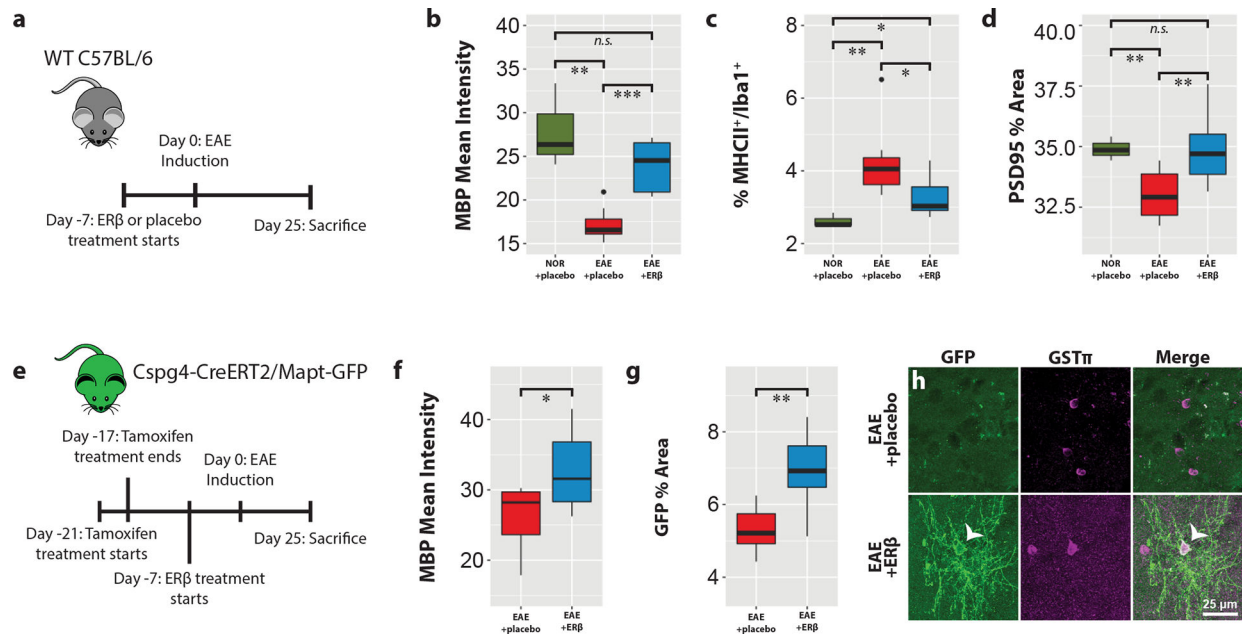 a
WT C57BL/6
Day 0: EAE
Induction
Day -7: ERβ or placebo
treatment starts
Day 25: Sacrifice
b
MBP Mean Intensity
40
35
30
25
20
15
n.s.
**
***
NOR
+placebo
EAE
+placebo
EAE
+ERβ
c
% MHCII⁺/Iba1⁺
8
6
4
2
*
**
*
NOR
+placebo
EAE
+placebo
EAE
+ERβ
d
PSD95 % Area
40.0
37.5
35.0
32.5
n.s.
**
**
NOR
+placebo
EAE
+placebo
EAE
+ERβ
e
Cspg4-CreERT2/Mapt-GFP
Day -17: Tamoxifen
treatment ends
Day 0: EAE
Induction
Day -21: Tamoxifen
treatment starts
Day 25: Sacrifice
Day -7: ERβ treatment
starts
f
MBP Mean Intensity
40
30
20
*
EAE
+placebo
EAE
+ERβ
g
GFP % Area
8
6
4
**
EAE
+placebo
EAE
+ERβ
h
GFP
GSTπ
Merge
EAE
+placebo
EAE
+ERβ
25 µm